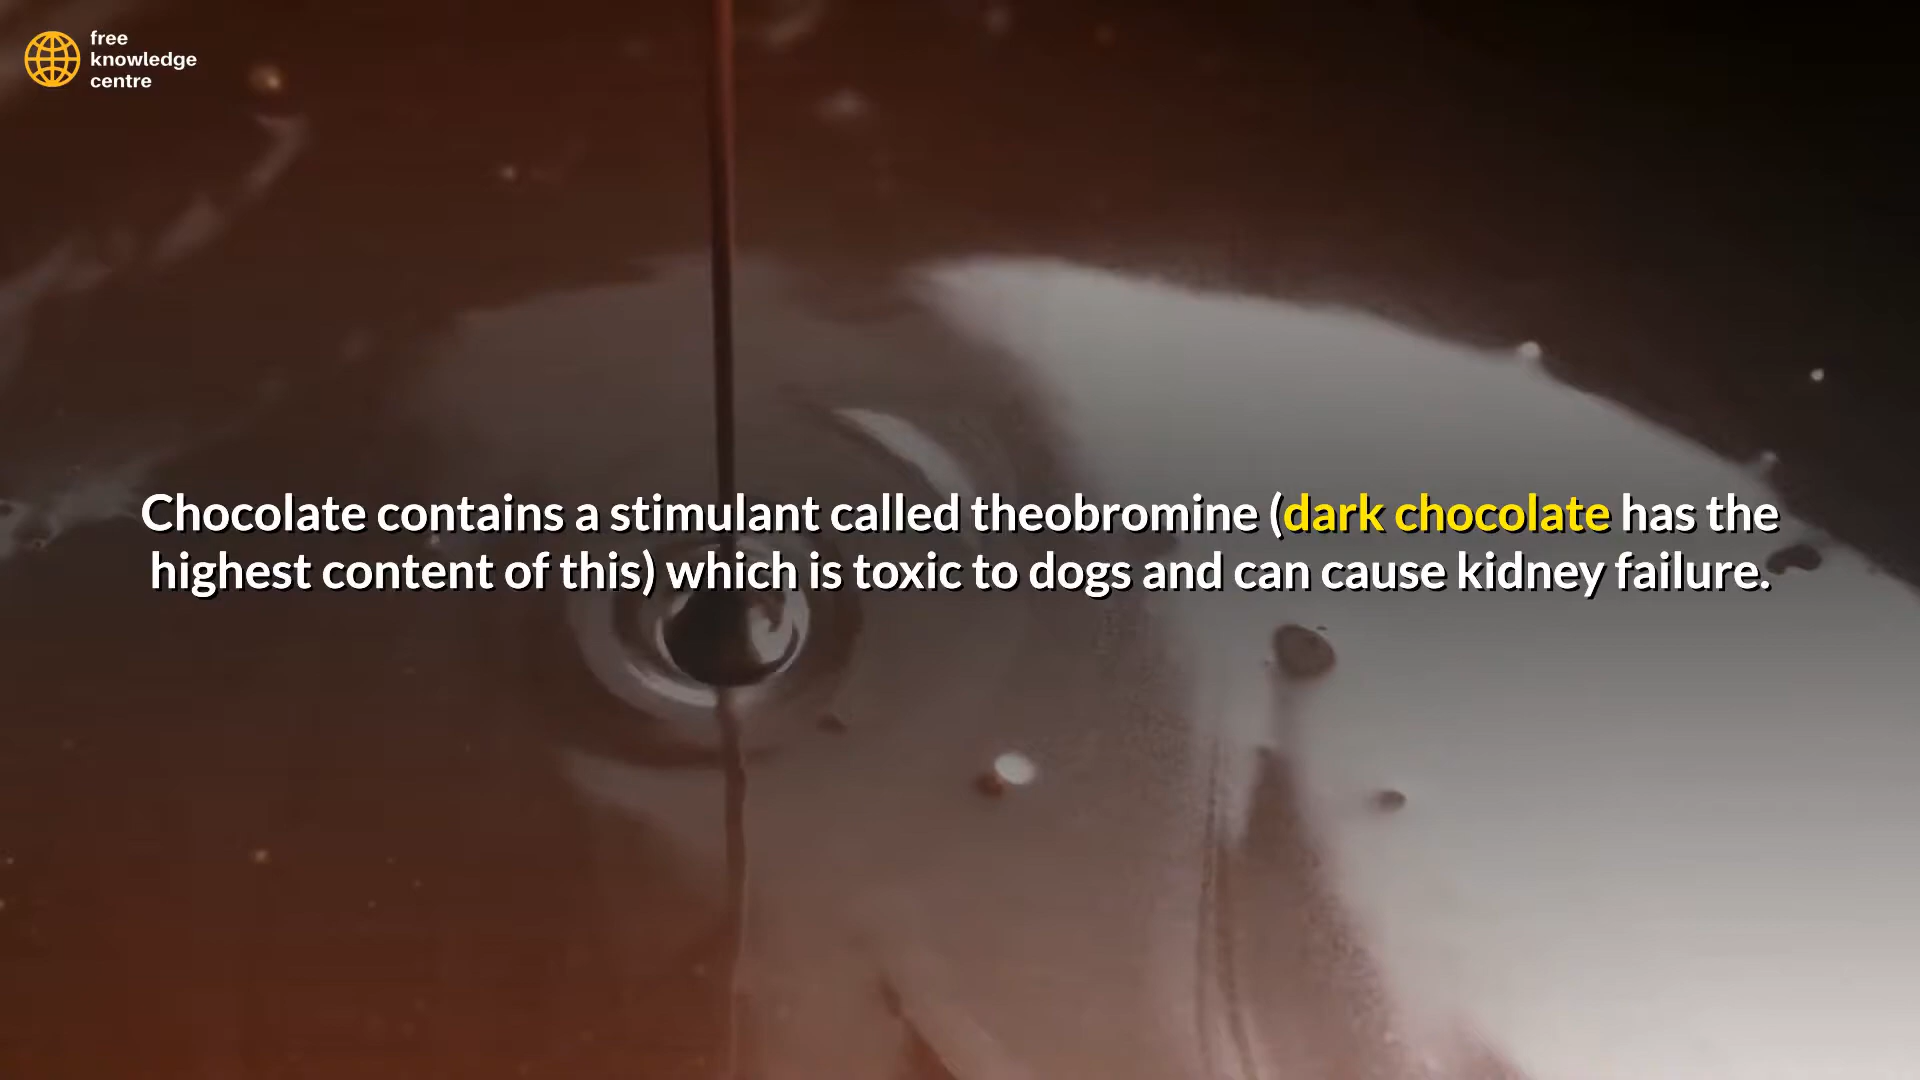 free
knowledge
centre
Chocolate contains a stimulant called theobromine (dark chocolate has the
highest content of this) which is toxic to dogs and can cause kidney failure.